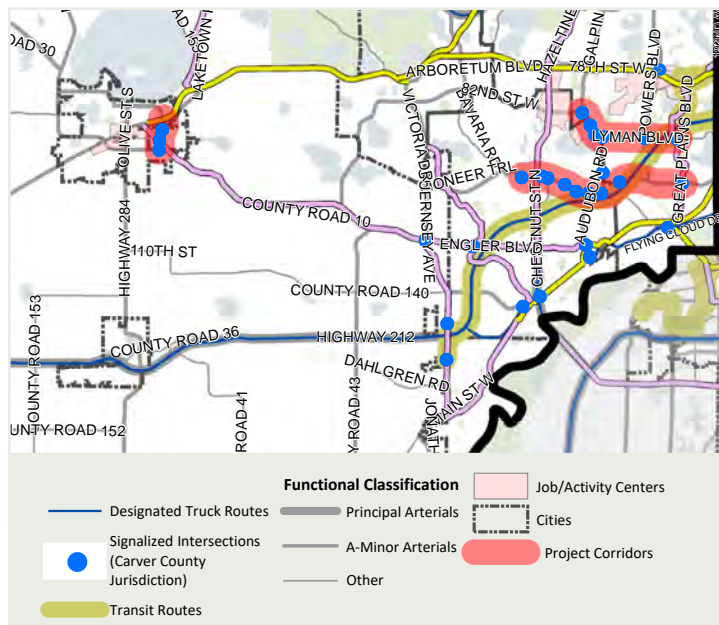 ROAD 30
LAKETOWN
ARBORETUM BLVD
78TH ST W
HAZELTINE
GALPIN
POWERS BLVD
GREAT PLAINS BLVD
82ND ST W
BAVARIA RD
VICTORIA DR
LYMAN BLVD
OLIVE ST S
PIONEER TRL
AUDUBON RD
COUNTY ROAD 10
JERSEY AVE
ENGLER BLVD
CHESTNUT ST N
FLYING CLOUD DR
HIGHWAY 284
110TH ST
COUNTY ROAD 140
COUNTY ROAD 153
COUNTY ROAD 36
HIGHWAY 212
DAHLGREN RD
MAIN ST W
ROAD 41
Y ROAD 43
JONATH
UNTY ROAD 152
Functional Classification
Designated Truck Routes
Signalized Intersections
(Carver County
Jurisdiction)
Transit Routes
Principal Arterials
A-Minor Arterials
Other
Job/Activity Centers
Cities
Project Corridors